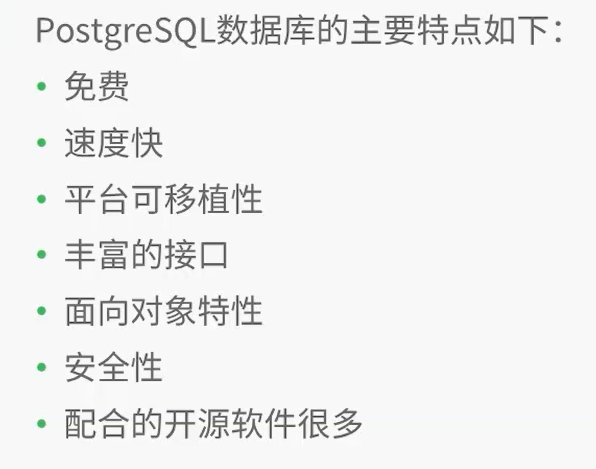 PostgreSQL数据库的主要特点如下：
• 免费
• 速度快
• 平台可移植性
• 丰富的接口
• 面向对象特性
• 安全性
• 配合的开源软件很多